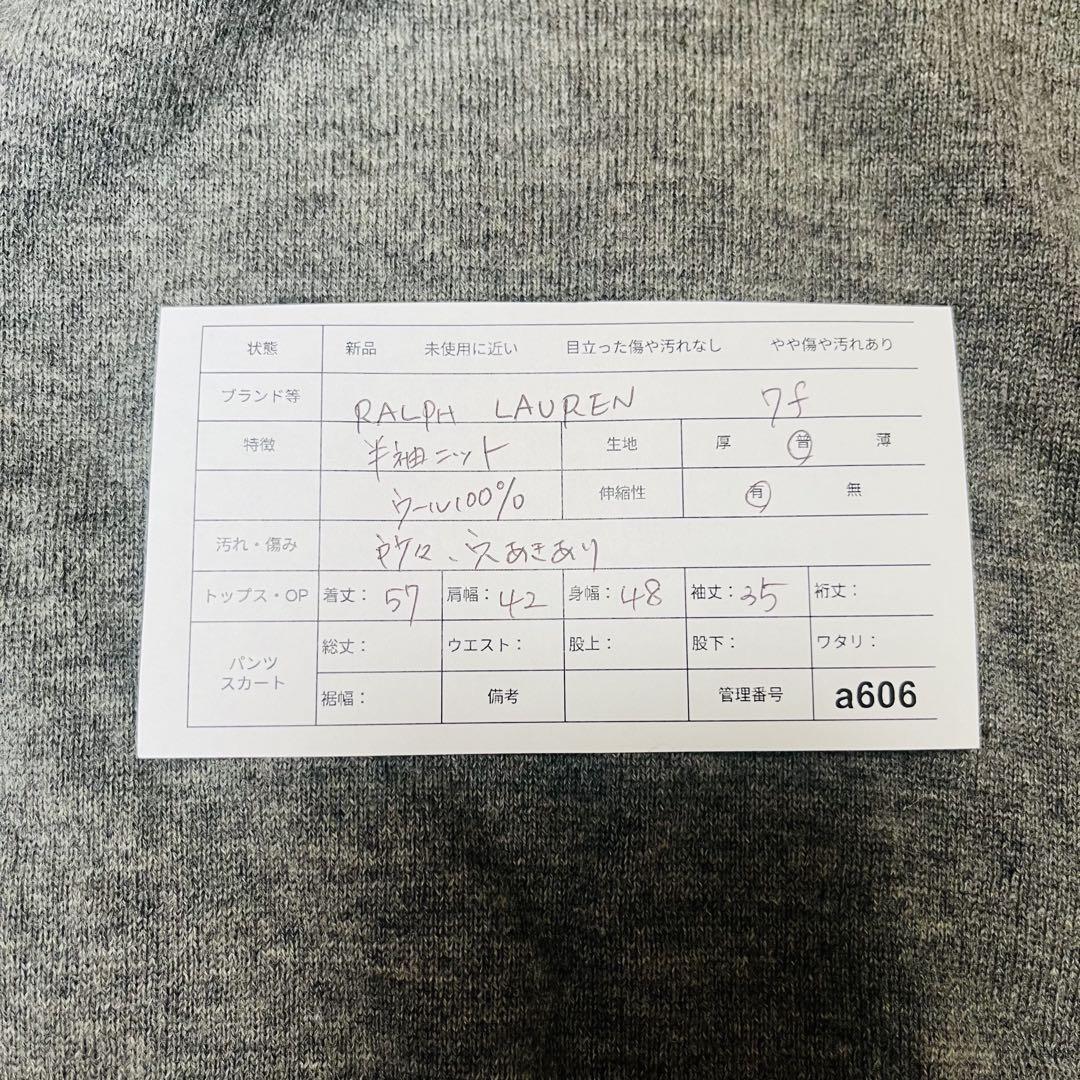 状態 新品 未使用に近い 目立った傷や汚れなし やや傷や汚れあり
ブランド等 RALPH LAUREN 7f
特徴 半袖ニット 生地 厚 普 薄
ウール100% 伸縮性 有 無
汚れ・傷み 、穴あきあり
トップス・OP 着丈: 57 肩幅: 42 身幅: 48 袖丈: 35 裄丈:
パンツ スカート
総丈: ウエスト: 股上: 股下: ワタリ:
裾幅: 備考 管理番号 a606